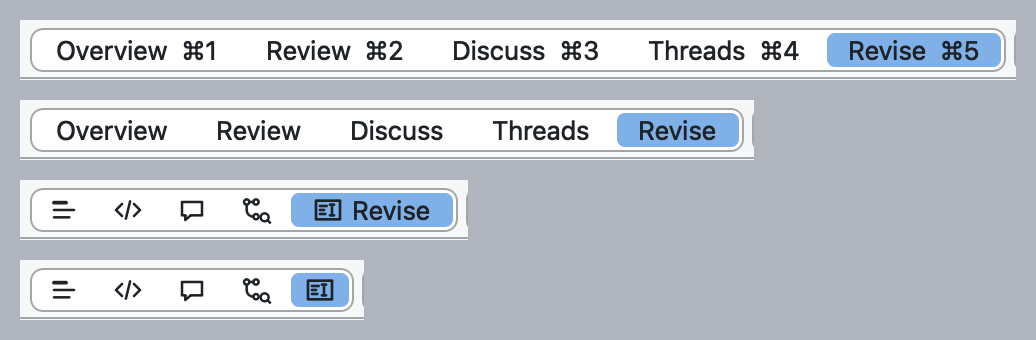 Overview ⌘1 Review ⌘2 Discuss ⌘3 Threads ⌘4 Revise ⌘5
Overview Review Discuss Threads Revise
</> Revise
</>